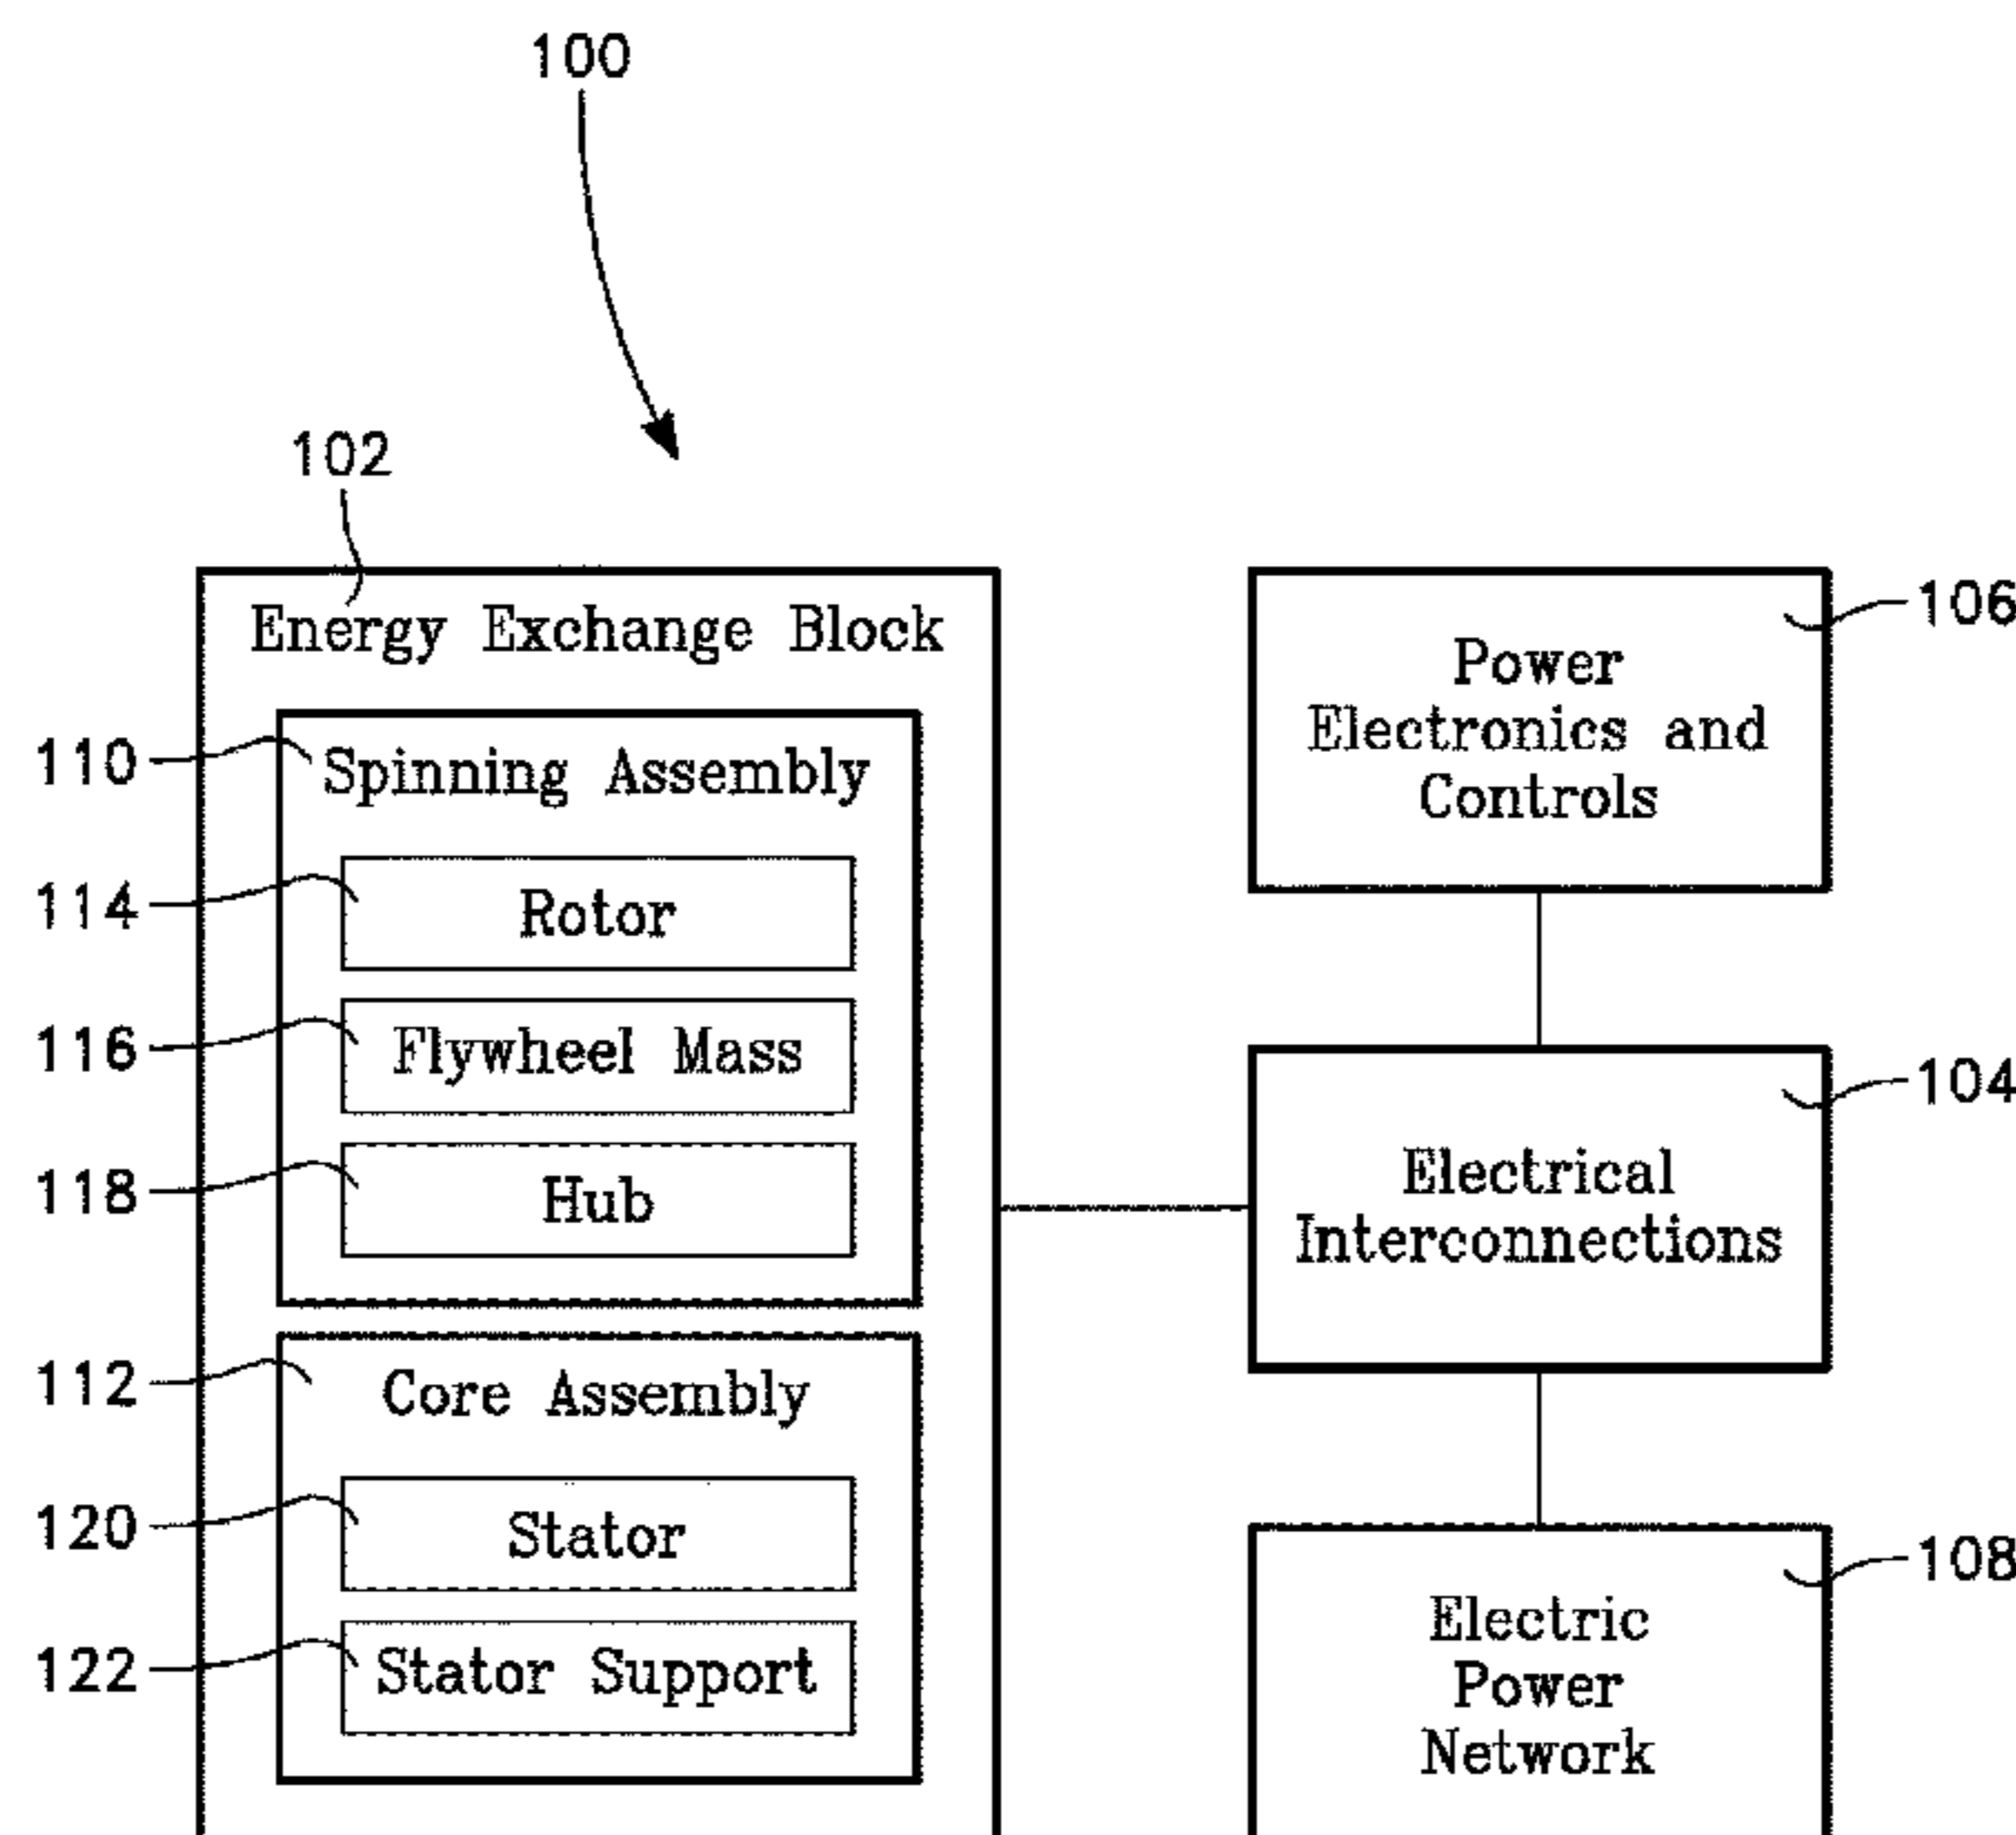 100
102
Energy Exchange Block
110
Spinning Assembly
114
Rotor
116
Flywheel Mass
118
Hub
112
Core Assembly
120
Stator
122
Stator Support
106
Power
Electronics and
Controls
104
Electrical
Interconnections
108
Electric
Power
Network